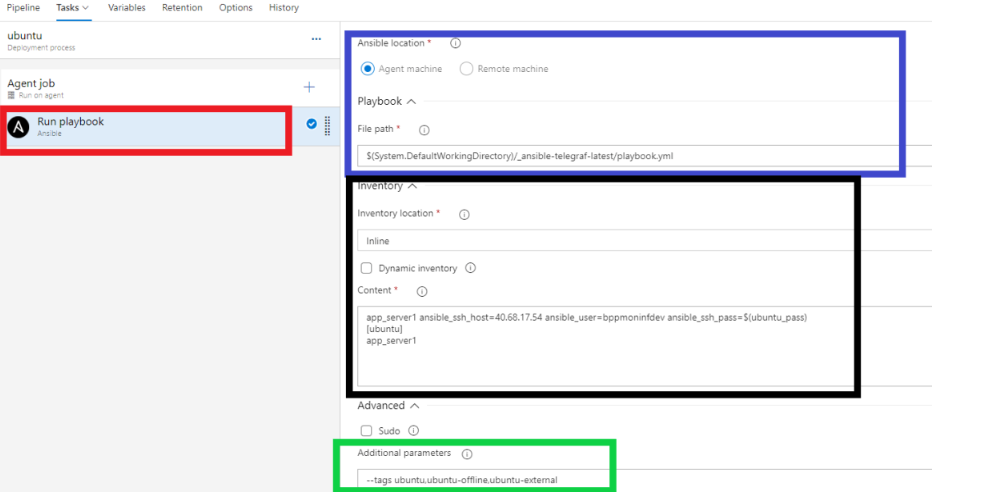 Pipeline Tasks Variables Retention Options History
ubuntu
Deployment process
Agent job
Run on agent
Run playbook
Ansible
Ansible location *
Agent machine Remote machine
Playbook
File path *
$(System.DefaultWorkingDirectory)/_ansible-telegraf-latest/playbook.yml
Inventory
Inventory location *
Inline
Dynamic inventory
Content *
app_server1 ansible_ssh_host=40.68.17.54 ansible_user=bppmoninfdev ansible_ssh_pass=$(ubuntu_pass)
[ubuntu]
app_server1
Advanced
Sudo
Additional parameters
--tags ubuntu,ubuntu-offline,ubuntu-external